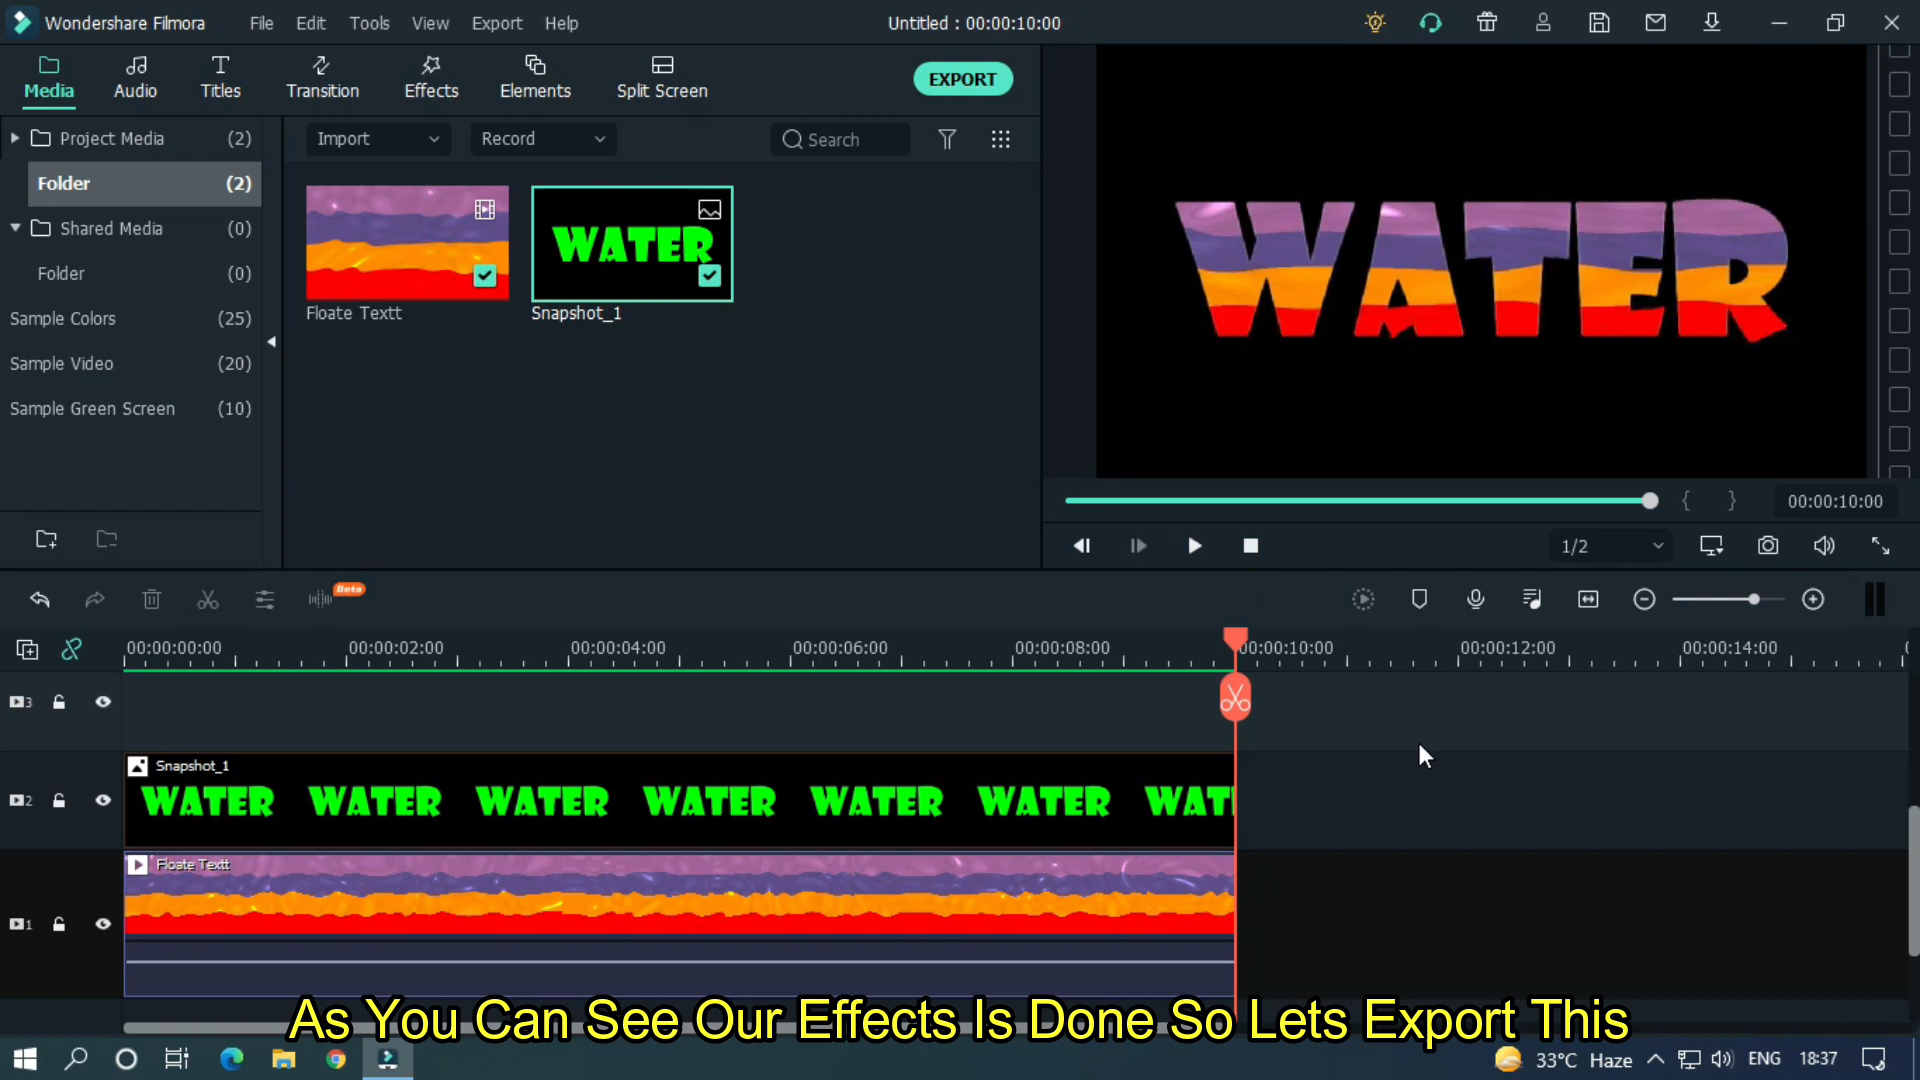 Wondershare Filmora File Edit Tools View Export Help Untitled : 00:00:10:00
Media Audio Titles Transition Effects Elements Split Screen EXPORT
Project Media (2) Import Record Search
Folder (2)
Shared Media (0)
Folder (0)
Sample Colors (25)
Sample Video (20)
Sample Green Screen (10)
WATER
Floate Textt Snapshot_1
WATER
00:00:10:00
1/2
Beta
00:00:00:00 00:00:02:00 00:00:04:00 00:00:06:00 00:00:08:00 00:00:10:00 00:00:12:00 00:00:14:00
3
Snapshot_1
2 WATER WATER WATER WATER WATER WATER WAT
Floate Textt
1
As You Can See Our Effects Is Done So Lets Export This
33°C Haze ENG 18:37